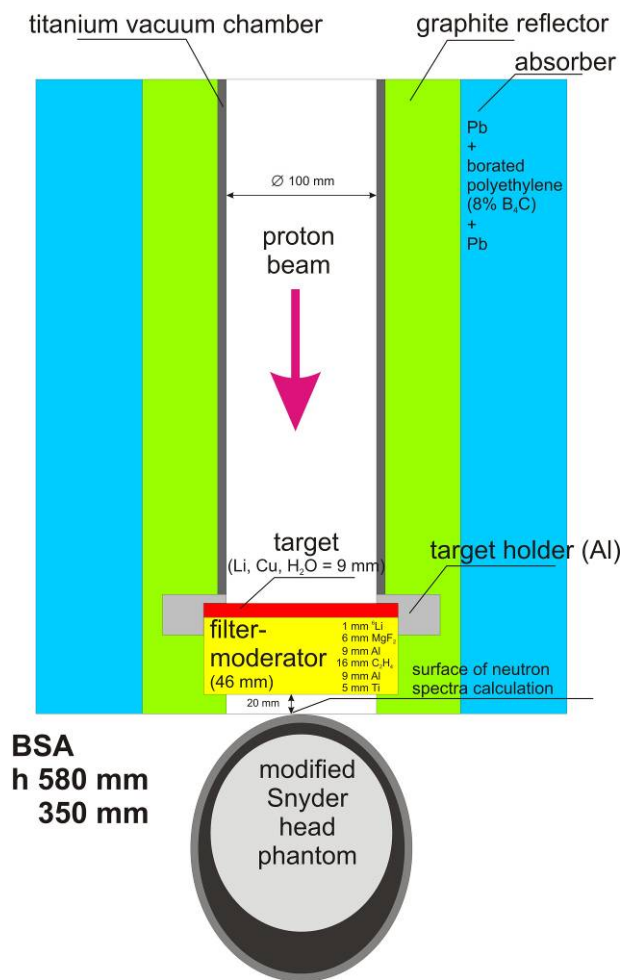 titanium vacuum chamber
graphite reflector
absorber
Pb
+
borated
polyethylene
(8% B₄C)
+
Pb
Ø 100 mm
proton
beam
target
(Li, Cu, H₂O = 9 mm)
target holder (Al)
filter-
moderator
(46 mm)
1 mm ⁶Li
6 mm MgF₂
9 mm Al
16 mm C₂H₄
9 mm Al
5 mm Ti
surface of neutron
spectra calculation
20 mm
BSA
h 580 mm
350 mm
modified
Snyder
head
phantom